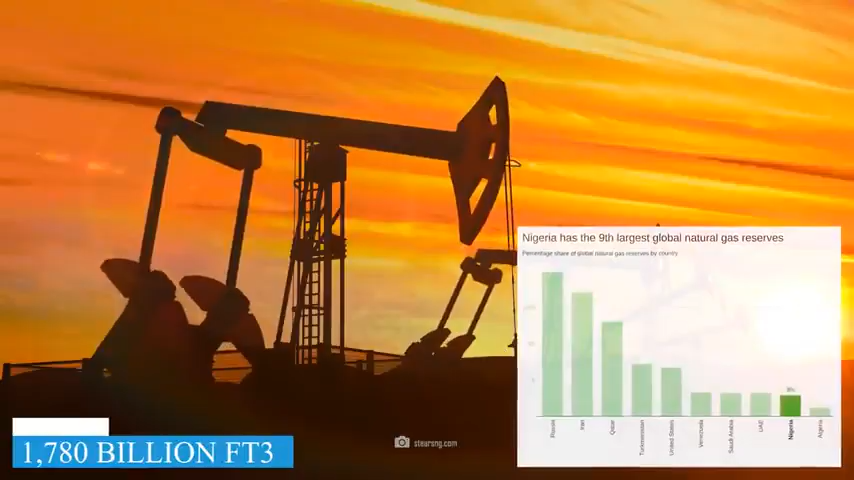 Nigeria has the 9th largest global natural gas reserves
Percentage share of global natural gas reserves by country
Russia
Iran
Qatar
Turkmenistan
United States
Venezuela
Saudi Arabia
UAE
Nigeria
Algeria
stearsng.com
1,780 BILLION FT3